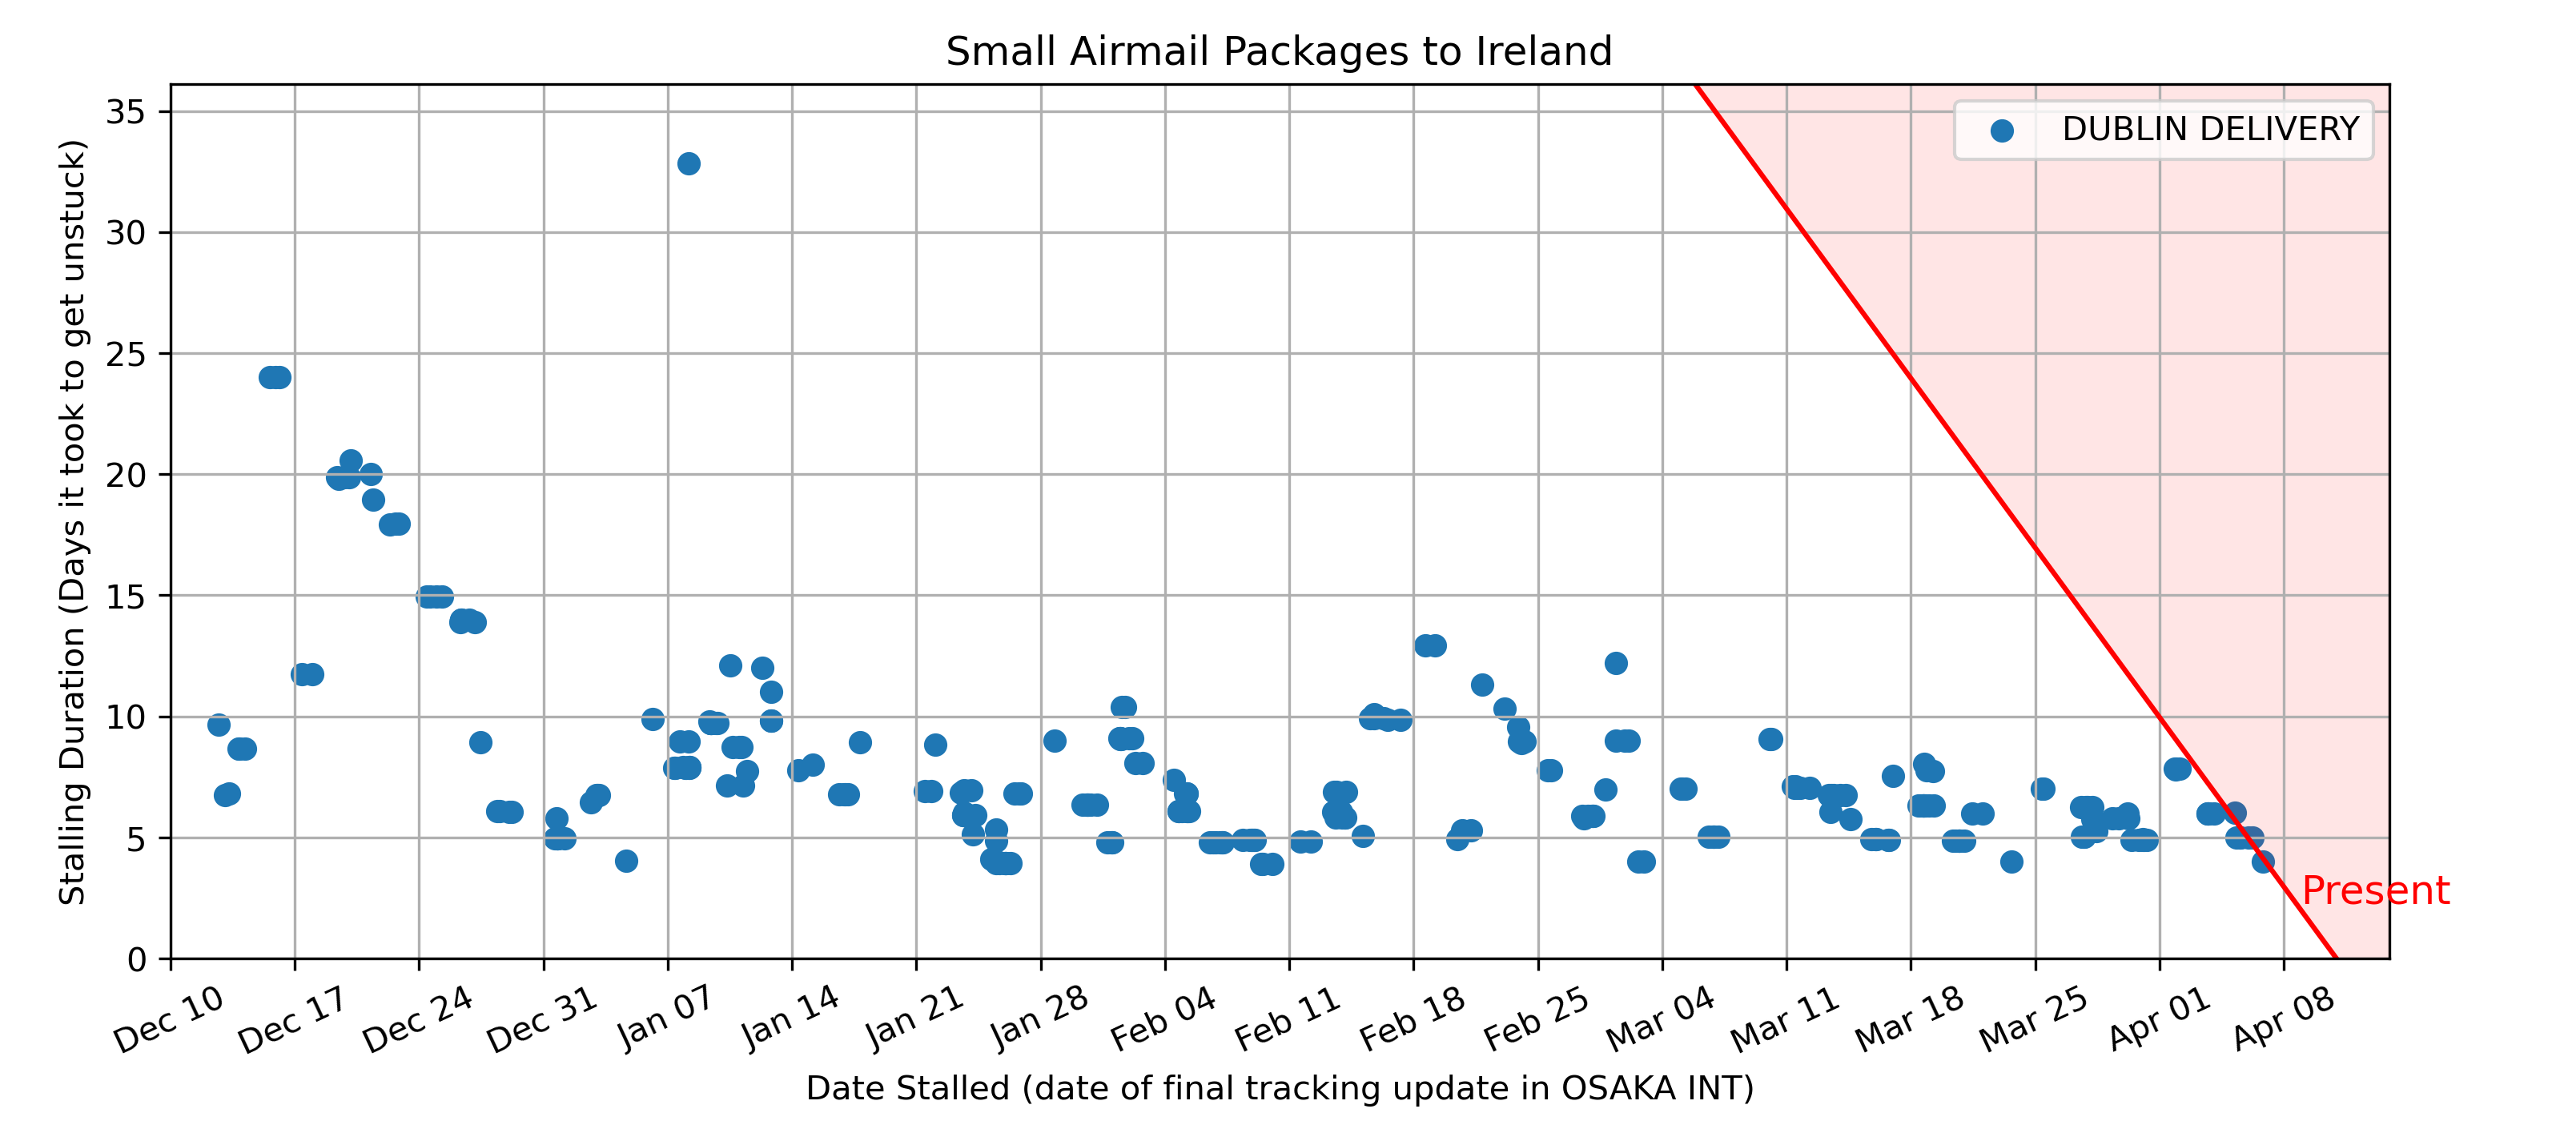 Small Airmail Packages to Ireland
DUBLIN DELIVERY
Stalling Duration (Days it took to get unstuck)
35
30
25
20
15
10
5
0
Present
Dec 10
Dec 17
Dec 24
Dec 31
Jan 07
Jan 14
Jan 21
Jan 28
Feb 04
Feb 11
Feb 18
Feb 25
Mar 04
Mar 11
Mar 18
Mar 25
Apr 01
Apr 08
Date Stalled (date of final tracking update in OSAKA INT)